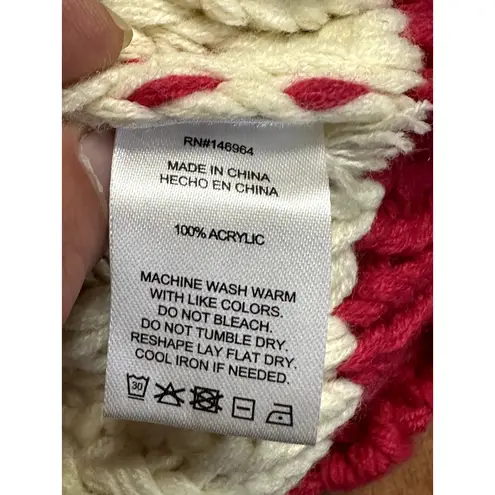 RN#146964
MADE IN CHINA
HECHO EN CHINA
100% ACRYLIC
MACHINE WASH WARM
WITH LIKE COLORS.
DO NOT BLEACH.
DO NOT TUMBLE DRY.
RESHAPE LAY FLAT DRY.
COOL IRON IF NEEDED.
30